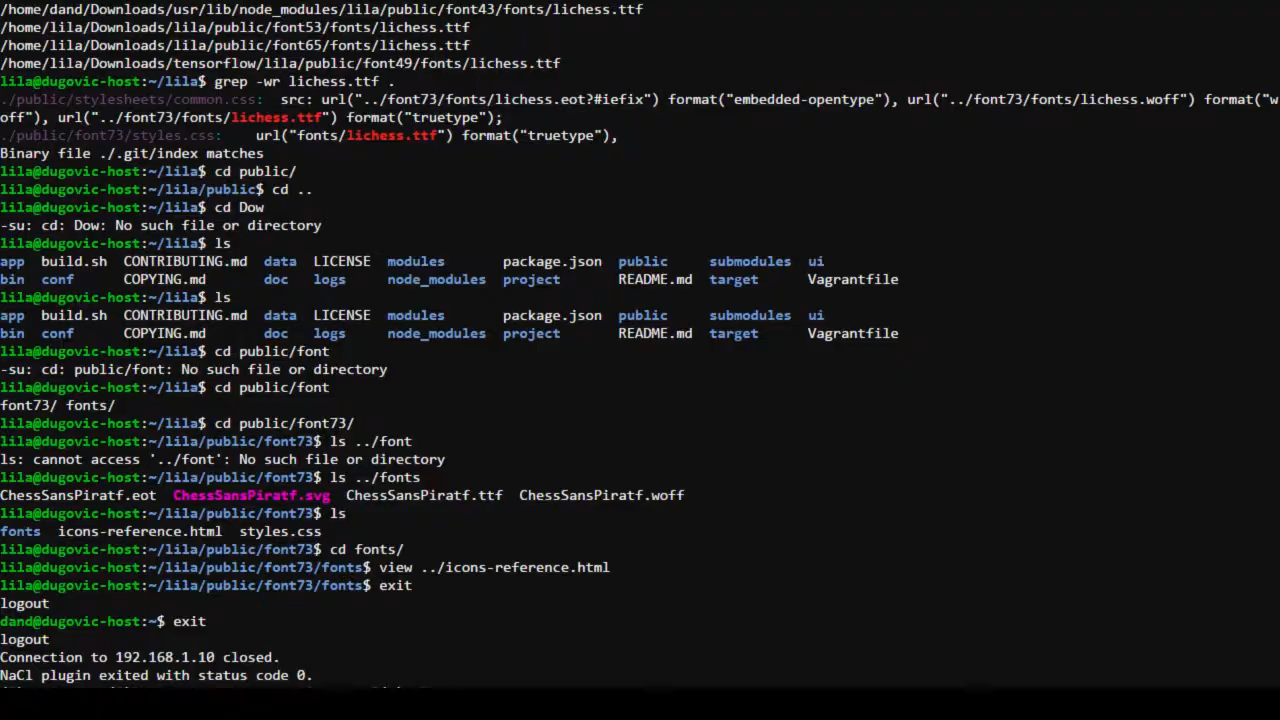 /home/dand/Downloads/usr/lib/node_modules/lila/public/font43/fonts/lichess.ttf
/home/lila/Downloads/lila/public/font53/fonts/lichess.ttf
/home/lila/Downloads/lila/public/font65/fonts/lichess.ttf
/home/lila/Downloads/tensorflow/lila/public/font49/fonts/lichess.ttf
lila@dugovic-host:~/lila$ grep -wr lichess.ttf .
./public/stylesheets/common.css:  src: url("../font73/fonts/lichess.eot?#iefix") format("embedded-opentype"), url("../font73/fonts/lichess.woff") format("w
off"), url("../font73/fonts/lichess.ttf") format("truetype");
./public/font73/styles.css:    url("fonts/lichess.ttf") format("truetype"),
Binary file ./.git/index matches
lila@dugovic-host:~/lila$ cd public/
lila@dugovic-host:~/lila/public$ cd ..
lila@dugovic-host:~/lila$ cd Dow
-su: cd: Dow: No such file or directory
lila@dugovic-host:~/lila$ ls
app  build.sh  CONTRIBUTING.md  data  LICENSE  modules       package.json  public     submodules  ui
bin  conf      COPYING.md       doc   logs     node_modules  project       README.md  target      Vagrantfile
lila@dugovic-host:~/lila$ ls
app  build.sh  CONTRIBUTING.md  data  LICENSE  modules       package.json  public     submodules  ui
bin  conf      COPYING.md       doc   logs     node_modules  project       README.md  target      Vagrantfile
lila@dugovic-host:~/lila$ cd public/font
-su: cd: public/font: No such file or directory
lila@dugovic-host:~/lila$ cd public/font
font73/ fonts/
lila@dugovic-host:~/lila$ cd public/font73/
lila@dugovic-host:~/lila/public/font73$ ls ../font
ls: cannot access '../font': No such file or directory
lila@dugovic-host:~/lila/public/font73$ ls ../fonts
ChessSansPiratf.eot  ChessSansPiratf.svg  ChessSansPiratf.ttf  ChessSansPiratf.woff
lila@dugovic-host:~/lila/public/font73$ ls
fonts  icons-reference.html  styles.css
lila@dugovic-host:~/lila/public/font73$ cd fonts/
lila@dugovic-host:~/lila/public/font73/fonts$ view ../icons-reference.html
lila@dugovic-host:~/lila/public/font73/fonts$ exit
logout
dand@dugovic-host:~$ exit
logout
Connection to 192.168.1.10 closed.
NaCl plugin exited with status code 0.